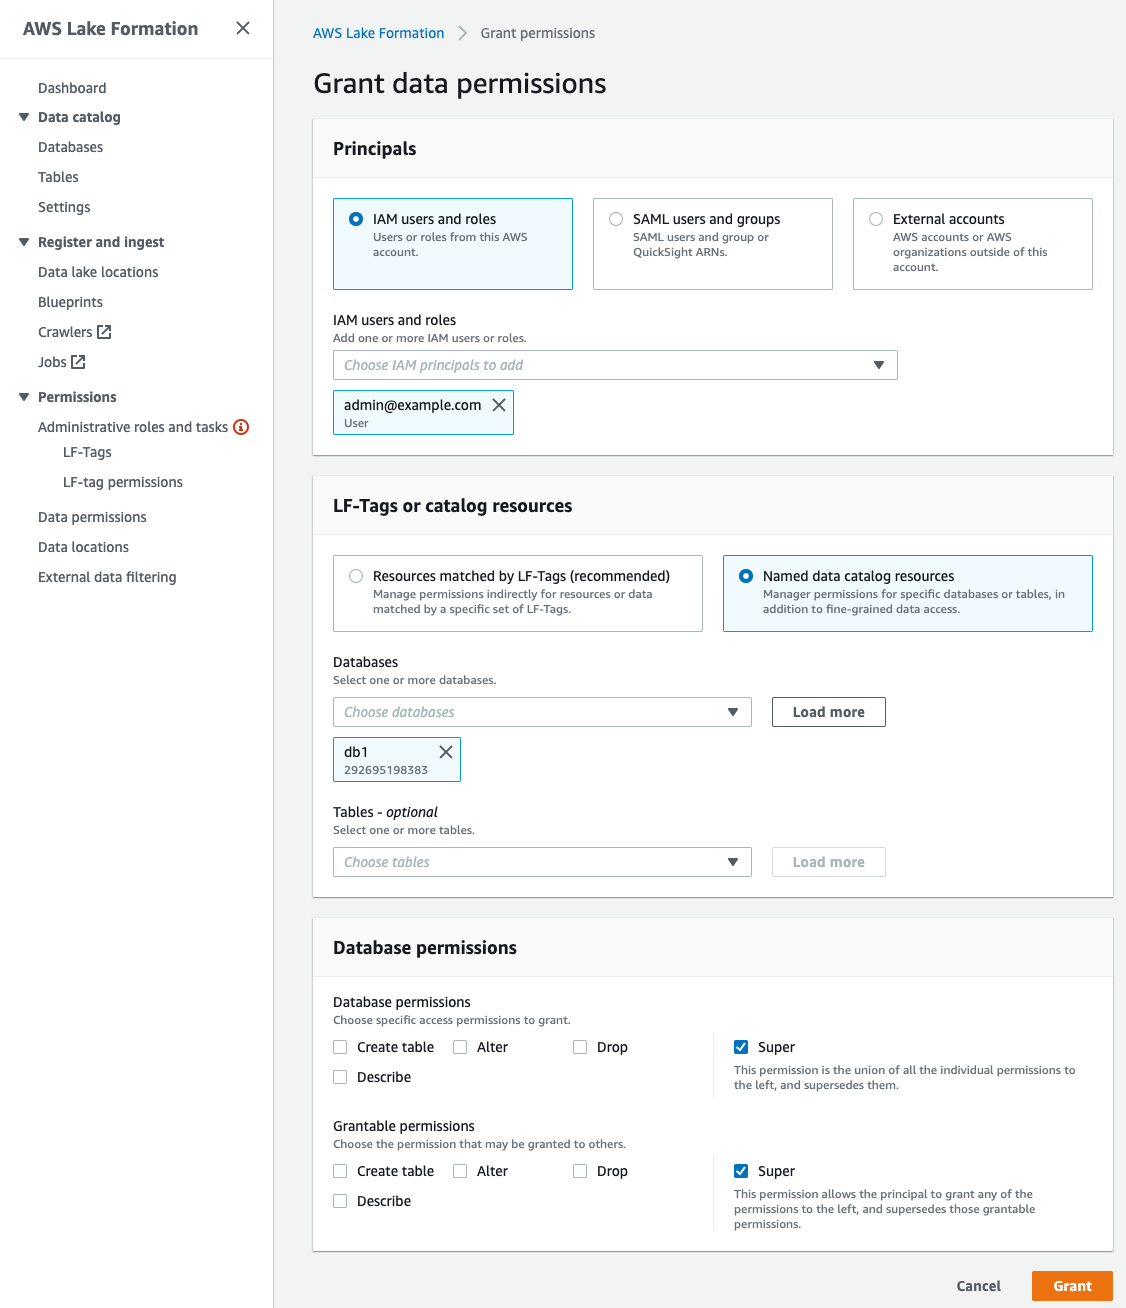 AWS Lake Formation
Dashboard
Data catalog
Databases
Tables
Settings
Register and ingest
Data lake locations
Blueprints
Crawlers
Jobs
Permissions
Administrative roles and tasks
LF-Tags
LF-tag permissions
Data permissions
Data locations
External data filtering
AWS Lake Formation > Grant permissions
Grant data permissions
Principals
IAM users and roles
Users or roles from this AWS
account.
SAML users and groups
SAML users and group or
QuickSight ARNs.
External accounts
AWS accounts or AWS
organizations outside of this
account.
IAM users and roles
Add one or more IAM users or roles.
Choose IAM principals to add
admin@example.com
User
LF-Tags or catalog resources
Resources matched by LF-Tags (recommended)
Manage permissions indirectly for resources or data
matched by a specific set of LF-Tags.
Named data catalog resources
Manager permissions for specific databases or tables, in
addition to fine-grained data access.
Databases
Select one or more databases.
Choose databases
Load more
db1
292695198383
Tables - optional
Select one or more tables.
Choose tables
Load more
Database permissions
Database permissions
Choose specific access permissions to grant.
Create table Alter Drop
Describe
Super
This permission is the union of all the individual permissions to
the left, and supersedes them.
Grantable permissions
Choose the permission that may be granted to others.
Create table Alter Drop
Describe
Super
This permission allows the principal to grant any of the
permissions to the left, and supersedes those grantable
permissions.
Cancel Grant